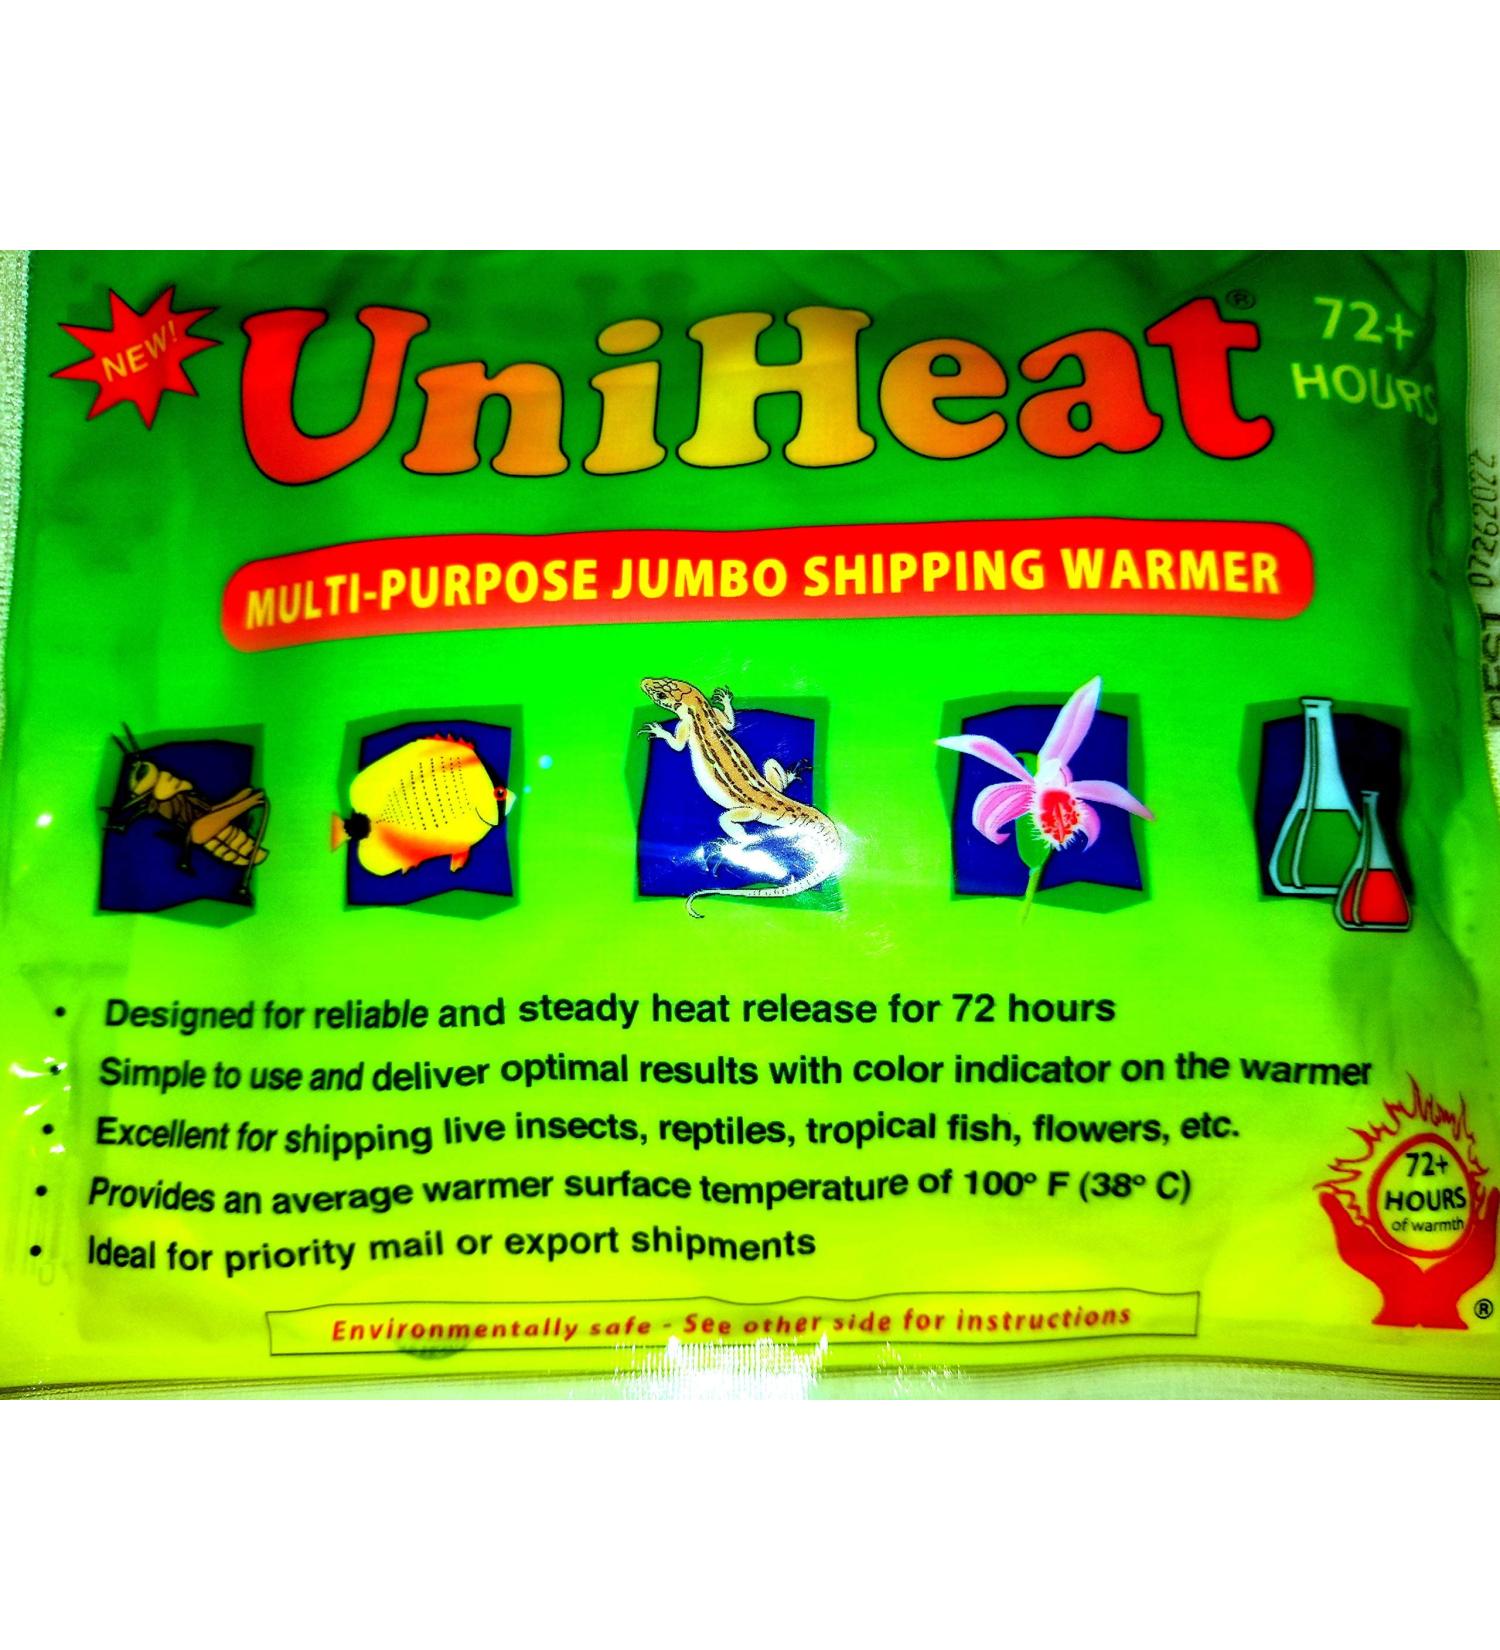 NEW!
UniHeat®
72+
HOURS
MULTI-PURPOSE JUMBO SHIPPING WARMER
BEST 07262022
• Designed for reliable and steady heat release for 72 hours
• Simple to use and deliver optimal results with color indicator on the warmer
• Excellent for shipping live insects, reptiles, tropical fish, flowers, etc.
• Provides an average warmer surface temperature of 100° F (38° C)
• Ideal for priority mail or export shipments
72+
HOURS
of warmth
®
Environmentally safe - See other side for instructions